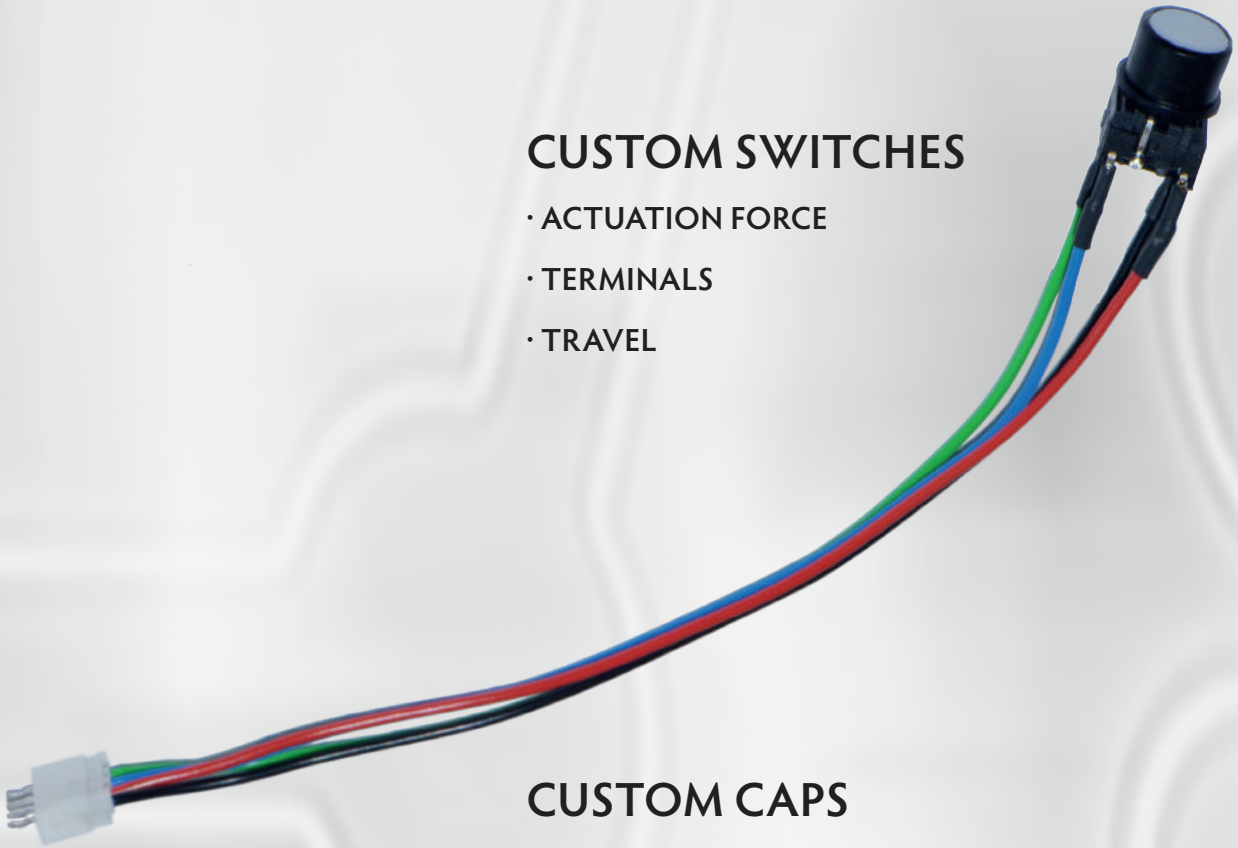 CUSTOM SWITCHES
· ACTUATION FORCE
· TERMINALS
· TRAVEL
CUSTOM CAPS